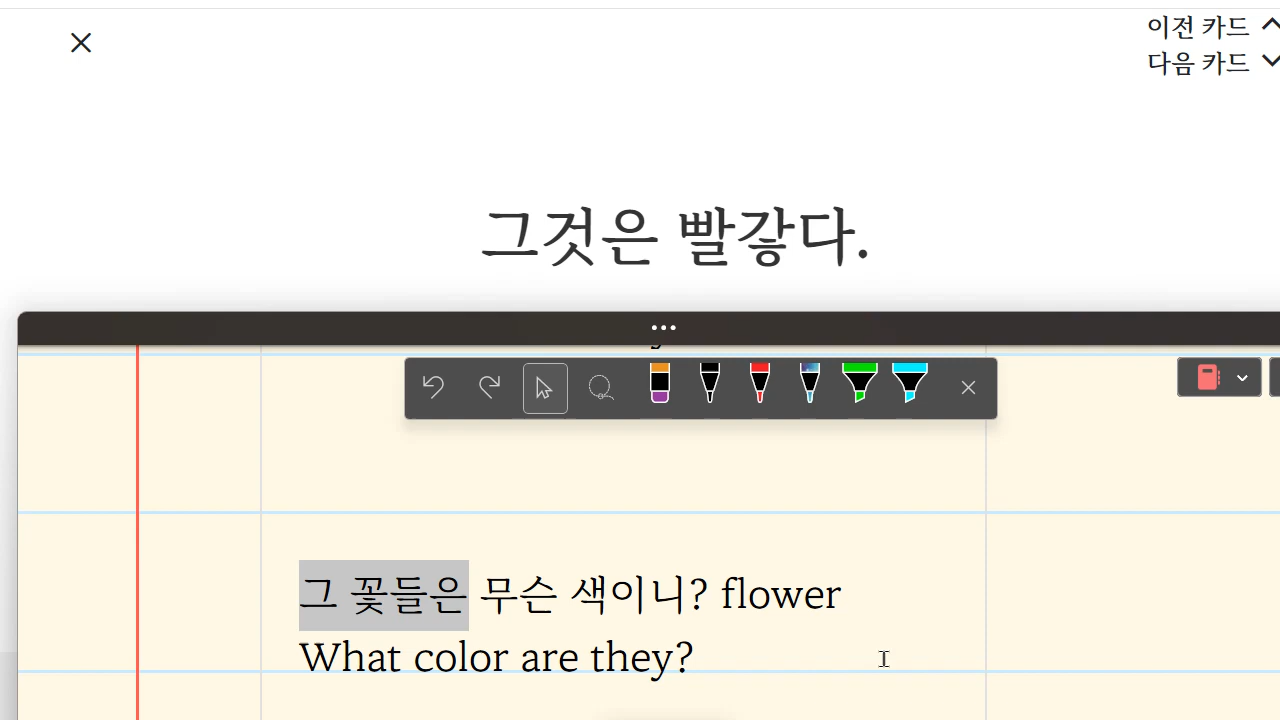 이전 카드
다음 카드
그것은 빨갛다.
그 꽃들은 무슨 색이니? flower
What color are they?